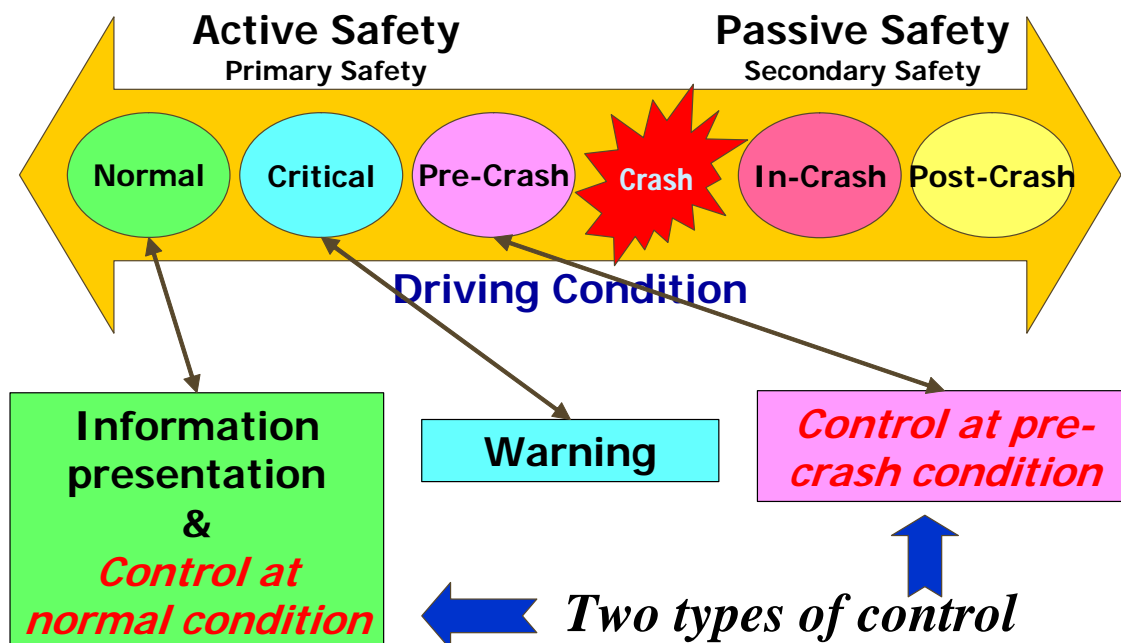 Active Safety
Primary Safety
Passive Safety
Secondary Safety
Normal
Critical
Pre-Crash
Crash
In-Crash
Post-Crash
Driving Condition
Information
presentation
&
Control at
normal condition
Warning
Control at pre-
crash condition
Two types of control